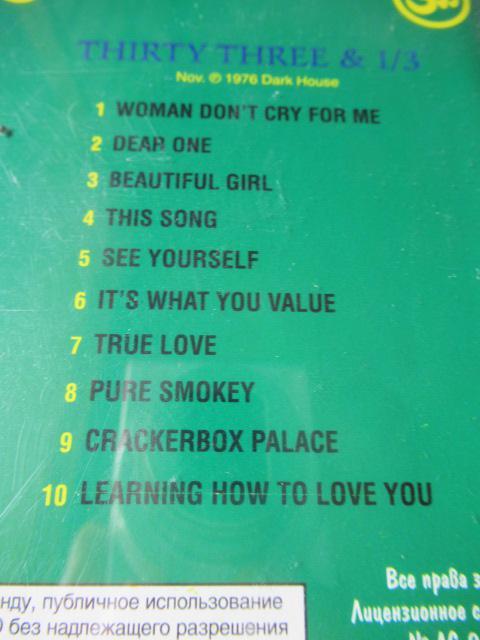 THIRTY THREE & 1/3
Nov. ℗ 1976 Dark House
1 WOMAN DON'T CRY FOR ME
2 DEAR ONE
3 BEAUTIFUL GIRL
4 THIS SONG
5 SEE YOURSELF
6 IT'S WHAT YOU VALUE
7 TRUE LOVE
8 PURE SMOKEY
9 CRACKERBOX PALACE
10 LEARNING HOW TO LOVE YOU
Все права з
нду, публичное использование
Лицензионное с
без надлежащего разрешения